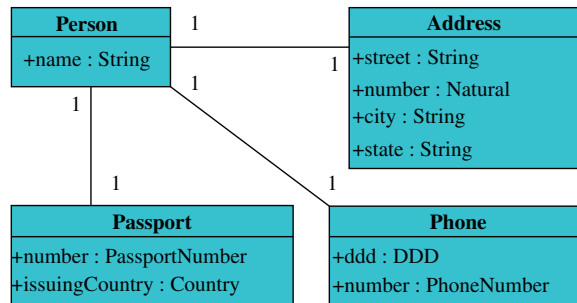 Person
+name : String
1
1
Address
+street : String
+number : Natural
+city : String
+state : String
1
1
1
1
Passport
+number : PassportNumber
+issuingCountry : Country
1
Phone
+ddd : DDD
+number : PhoneNumber